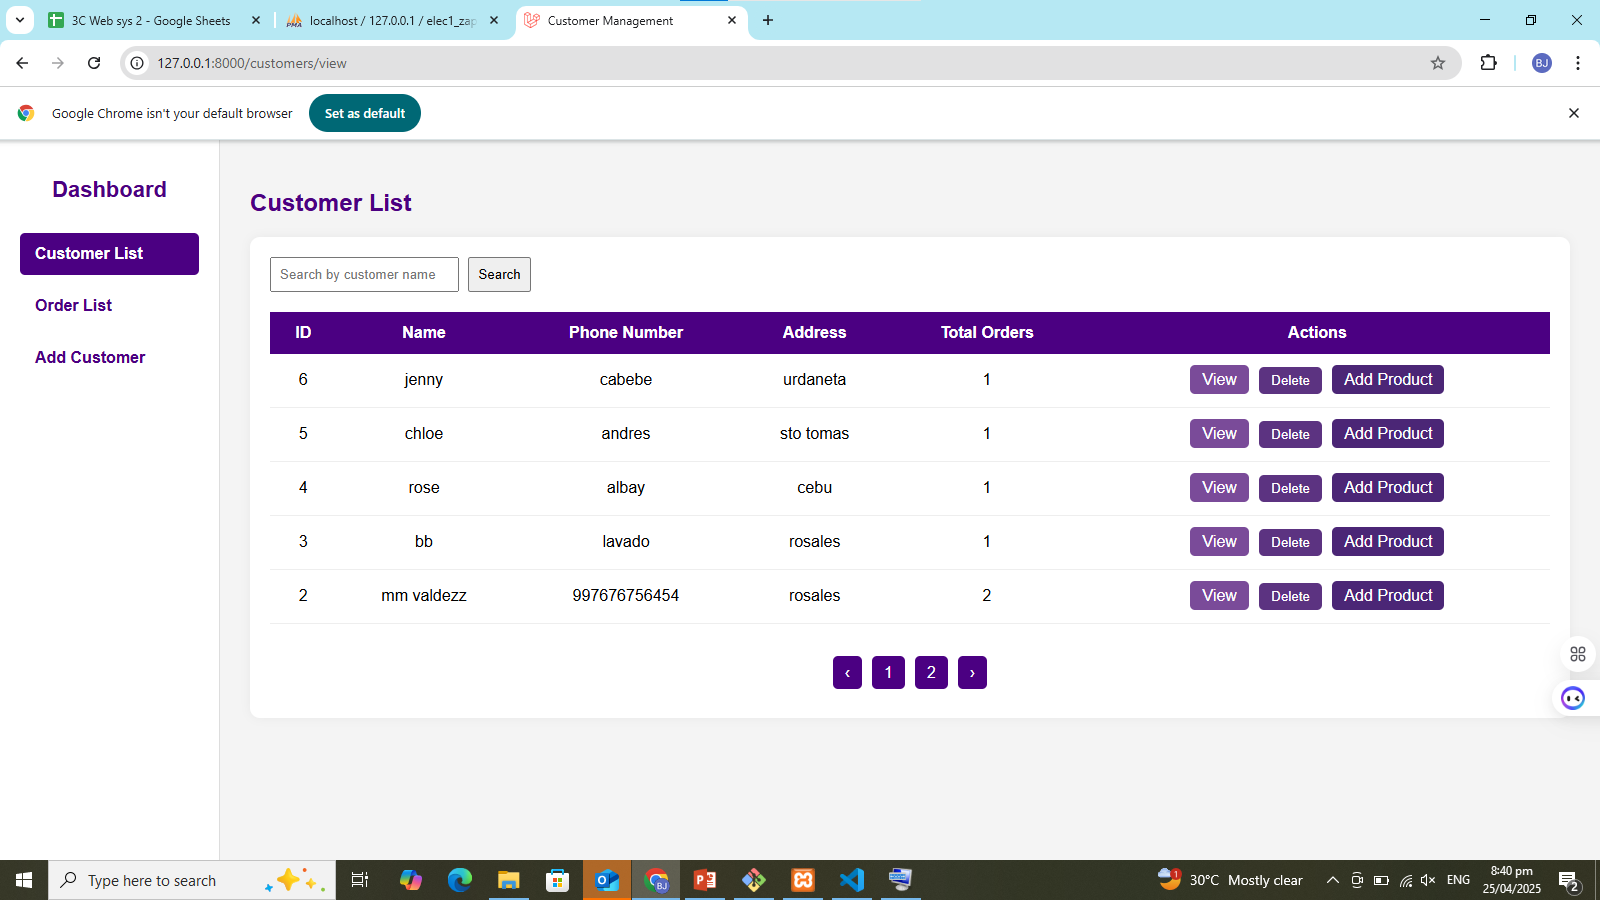 3C Web sys 2 - Google Sheets
localhost / 127.0.0.1 / elec1_zap
Customer Management
127.0.0.1:8000/customers/view
BJ
Google Chrome isn't your default browser
Set as default
Dashboard
Customer List
Order List
Add Customer
Customer List
Search by customer name
Search
ID Name Phone Number Address Total Orders Actions
6 jenny cabebe urdaneta 1 View Delete Add Product
5 chloe andres sto tomas 1 View Delete Add Product
4 rose albay cebu 1 View Delete Add Product
3 bb lavado rosales 1 View Delete Add Product
2 mm valdezz 997676756454 rosales 2 View Delete Add Product
‹ 1 2 ›
Type here to search
30°C Mostly clear
ENG
8:40 pm
25/04/2025
2